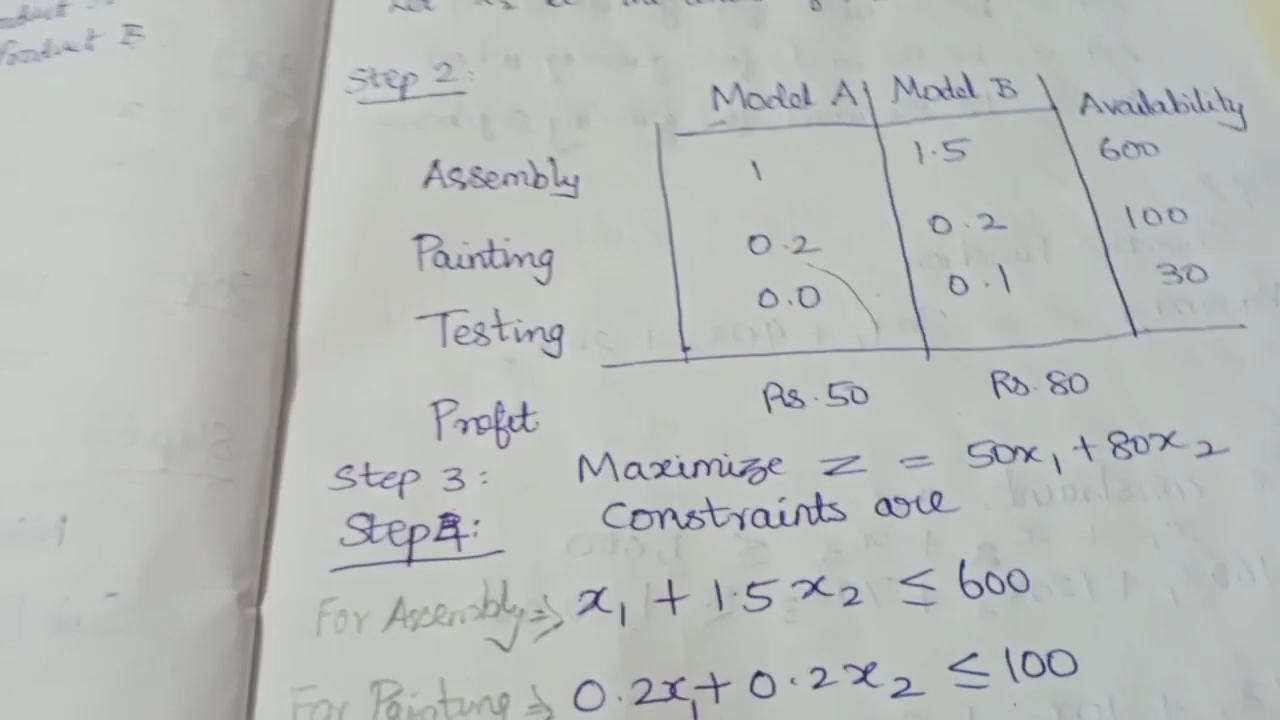 Product B
Step 2:
Model A Model B Availability
Assembly 1 1.5 600
Painting 0.2 0.2 100
Testing 0.0 0.1 30
Profit Rs. 50 Rs. 80
Step 3: Maximize Z = 50x₁ + 80x₂
Step 4: Constraints are
For Assembly ⇒ x₁ + 1.5x₂ ≤ 600
For Painting ⇒ 0.2x₁ + 0.2x₂ ≤ 100